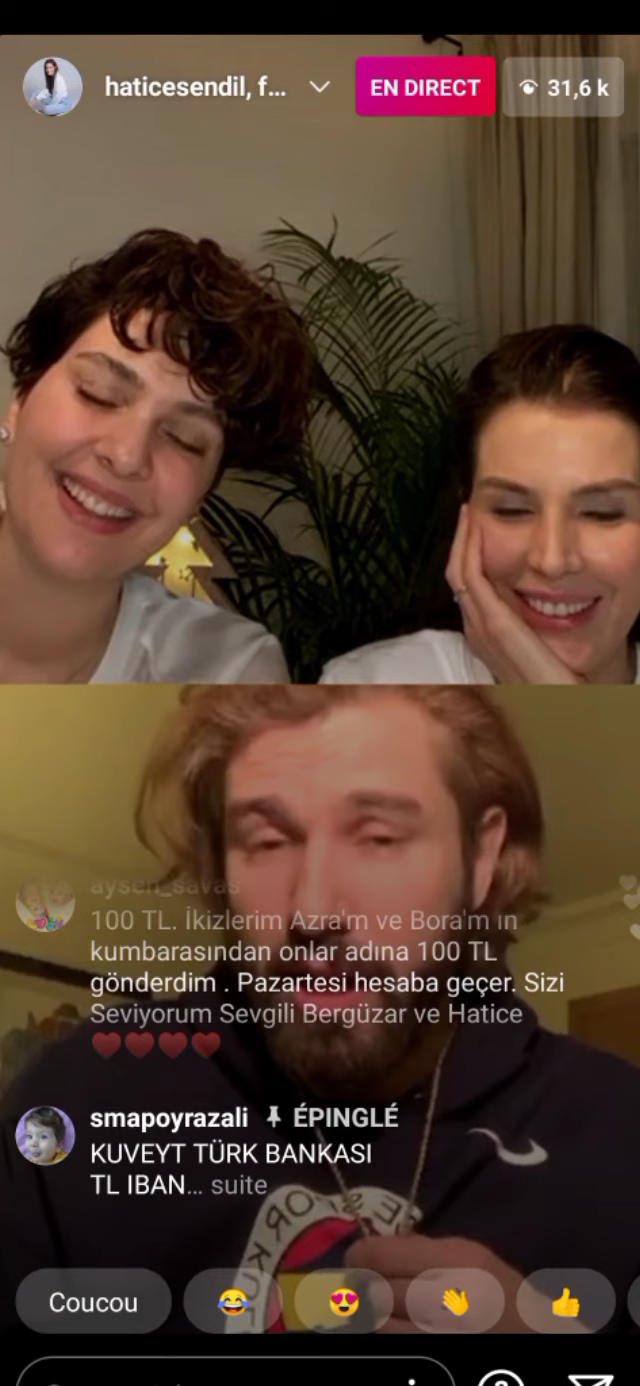 haticesendil, f...
EN DIRECT
31,6 k
aysen_savas
100 TL. İkizlerim Azra'm ve Bora'm ın
kumbarasından onlar adına 100 TL
gönderdim . Pazartesi hesaba geçer. Sizi
Seviyorum Sevgili Bergüzar ve Hatice
❤️❤️❤️❤️
smapoyrazali 📌 ÉPINGLÉ
KUVEYT TÜRK BANKASI
TL IBAN... suite
Coucou 😂 😍 👏 👍